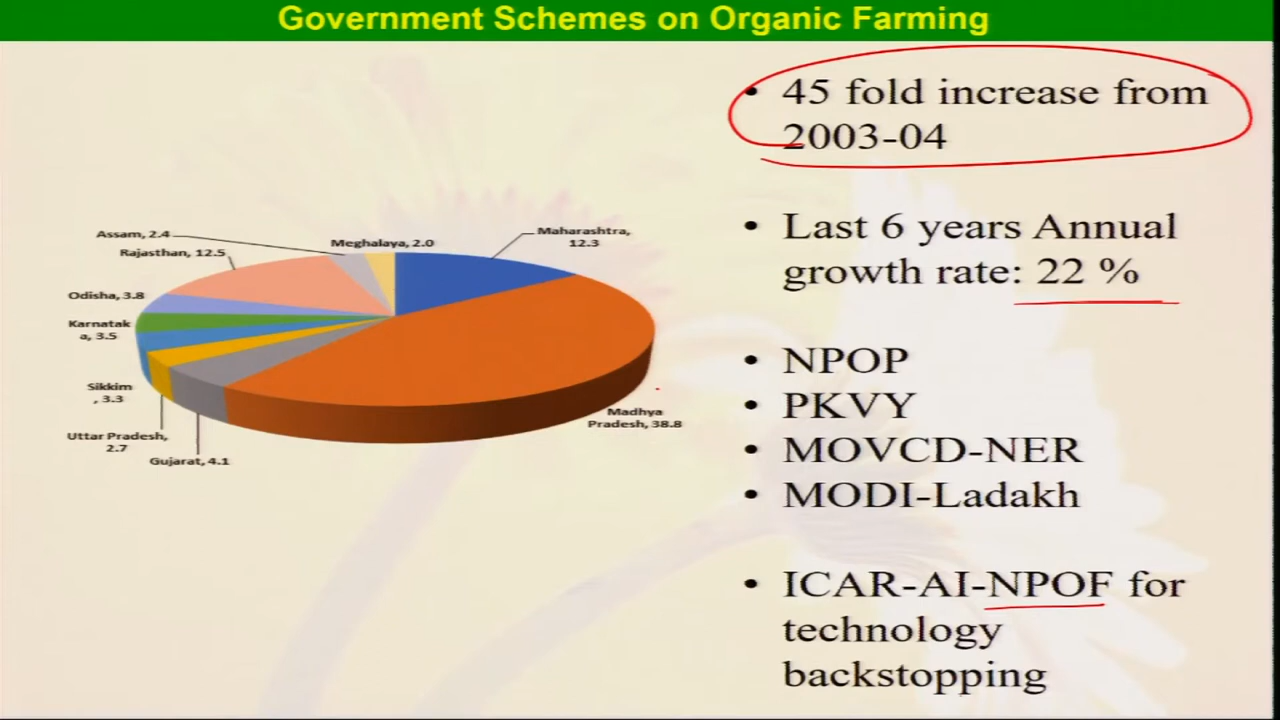 Government Schemes on Organic Farming
• 45 fold increase from
2003-04
• Last 6 years Annual
growth rate: 22 %
• NPOP
• PKVY
• MOVCD-NER
• MODI-Ladakh
• ICAR-AI-NPOF for
technology
backstopping
Assam, 2.4
Rajasthan, 12.5
Meghalaya, 2.0
Maharashtra,
12.3
Odisha, 3.8
Karnatak
a, 3.5
Sikkim
, 3.3
Uttar Pradesh,
2.7
Gujarat, 4.1
Madhya
Pradesh, 38.8